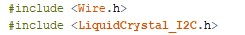 #include <Wire.h>
#include <LiquidCrystal_I2C.h>